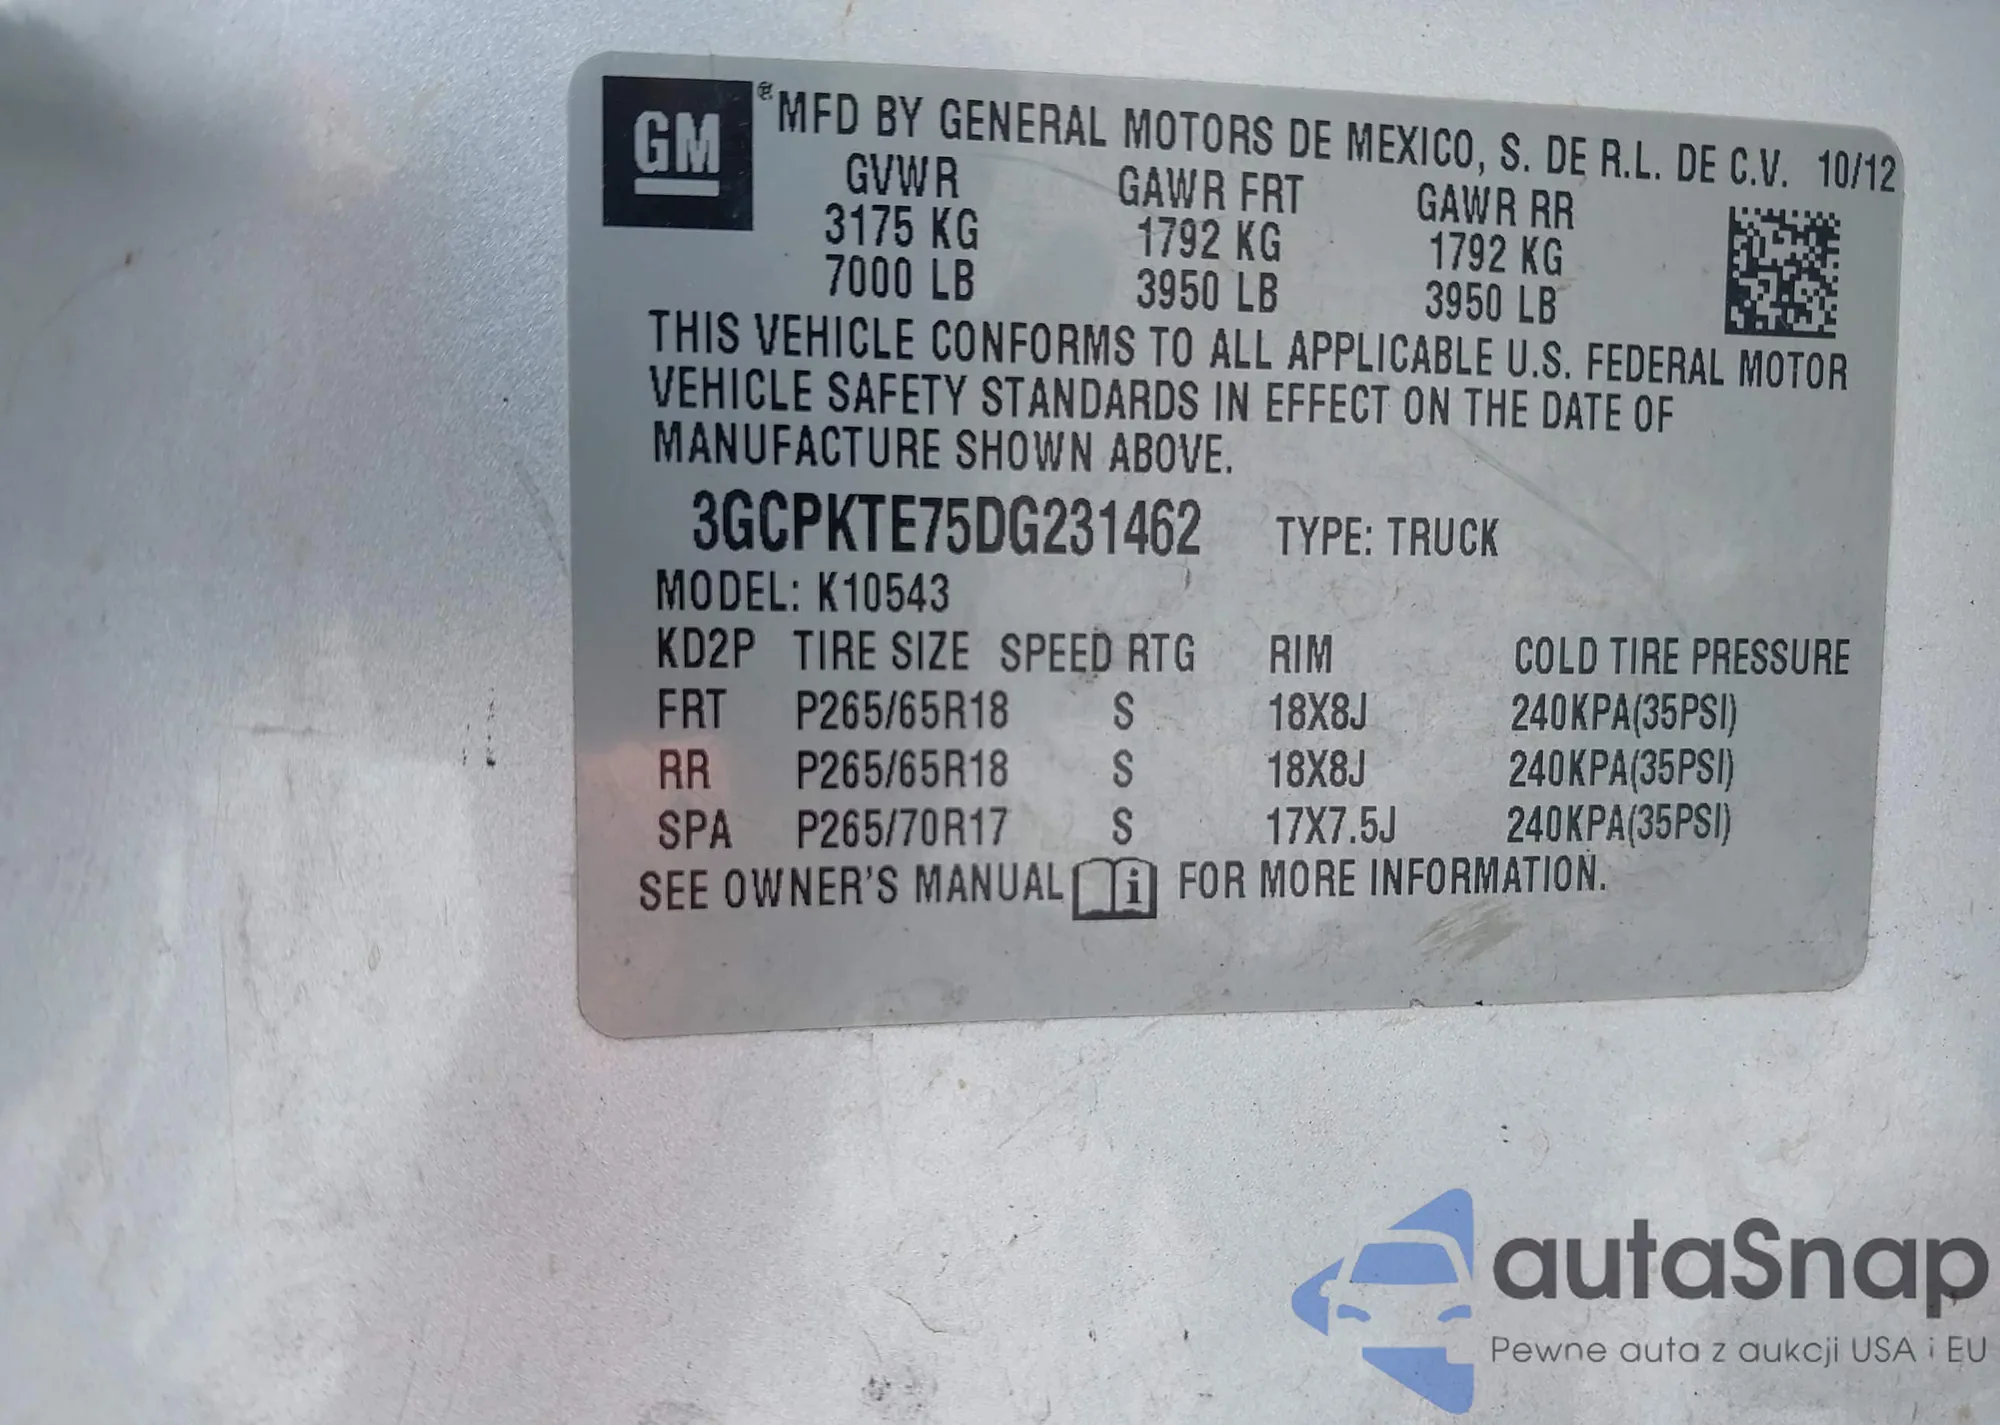 GM ® MFD BY GENERAL MOTORS DE MEXICO, S. DE R.L. DE C.V. 10/12
GVWR GAWR FRT GAWR RR
3175 KG 1792 KG 1792 KG
7000 LB 3950 LB 3950 LB
THIS VEHICLE CONFORMS TO ALL APPLICABLE U.S. FEDERAL MOTOR
VEHICLE SAFETY STANDARDS IN EFFECT ON THE DATE OF
MANUFACTURE SHOWN ABOVE.
3GCPKTE75DG231462 TYPE: TRUCK
MODEL: K10543
KD2P TIRE SIZE SPEED RTG RIM COLD TIRE PRESSURE
FRT P265/65R18 S 18X8J 240KPA(35PSI)
RR P265/65R18 S 18X8J 240KPA(35PSI)
SPA P265/70R17 S 17X7.5J 240KPA(35PSI)
SEE OWNER'S MANUAL i FOR MORE INFORMATION.
autaSnap
Pewne auta z aukcji USA i EU